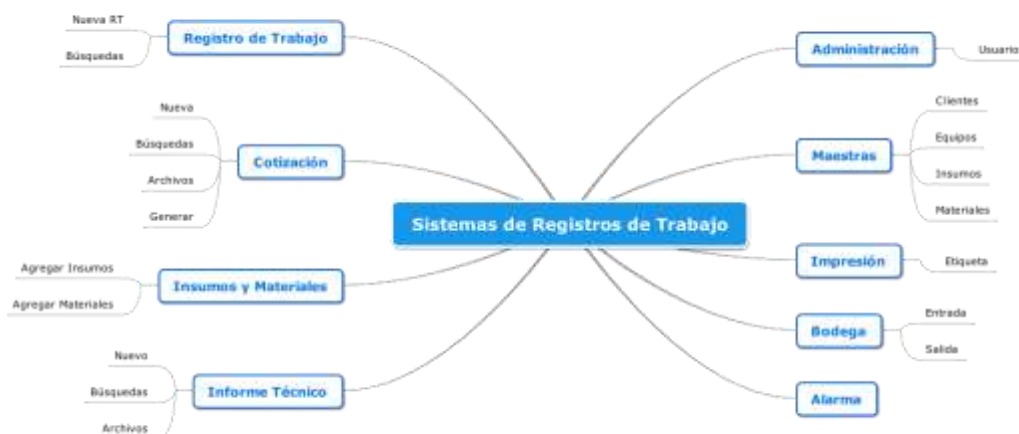 Nueva RT
Búsquedas
Registro de Trabajo
Nueva
Búsquedas
Archivos
Generar
Cotización
Agregar Insumos
Agregar Materiales
Insumos y Materiales
Nuevo
Búsquedas
Archivos
Informe Técnico
Sistemas de Registros de Trabajo
Administración
Usuario
Maestras
Clientes
Equipos
Insumos
Materiales
Impresión
Etiqueta
Bodega
Entrada
Salida
Alarma